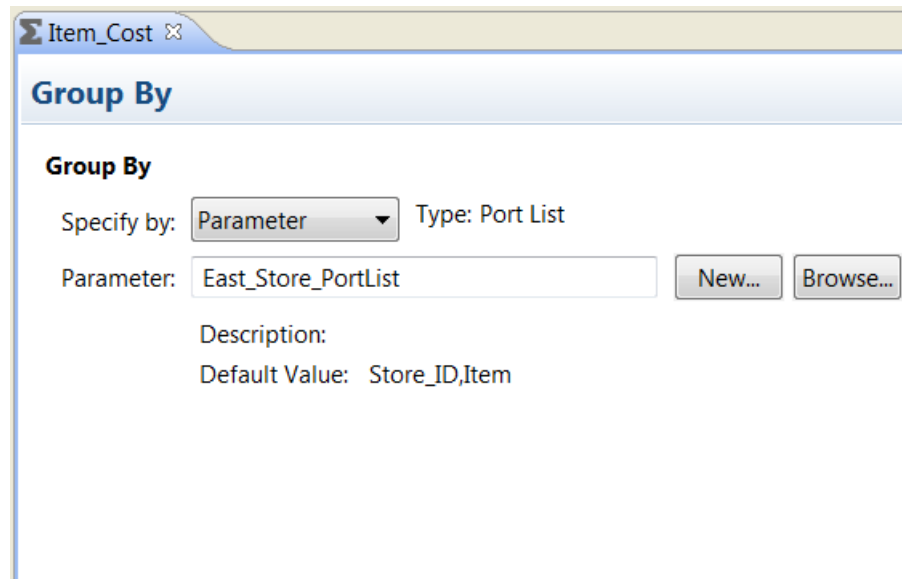 Item_Cost
Group By
Group By
Specify by: Parameter Type: Port List
Parameter: East_Store_PortList New... Browse...
Description:
Default Value: Store_ID,Item